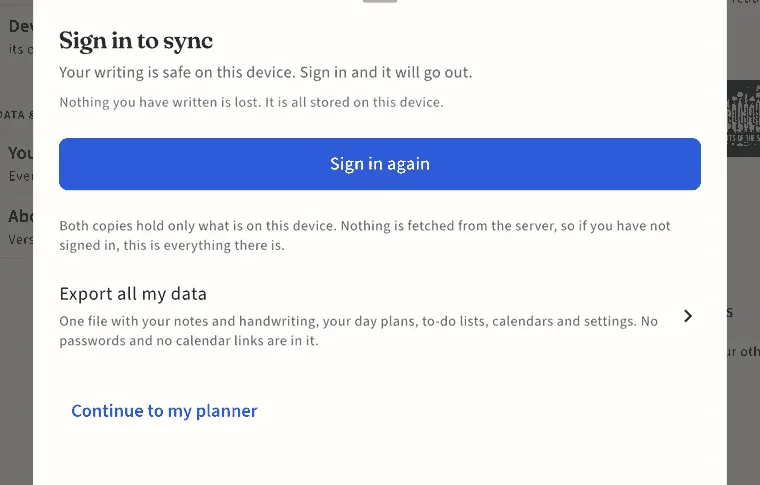 Sign in to sync
Your writing is safe on this device. Sign in and it will go out.
Nothing you have written is lost. It is all stored on this device.
Sign in again
Both copies hold only what is on this device. Nothing is fetched from the server, so if you have not
signed in, this is everything there is.
Export all my data
One file with your notes and handwriting, your day plans, to-do lists, calendars and settings. No
passwords and no calendar links are in it.
Continue to my planner